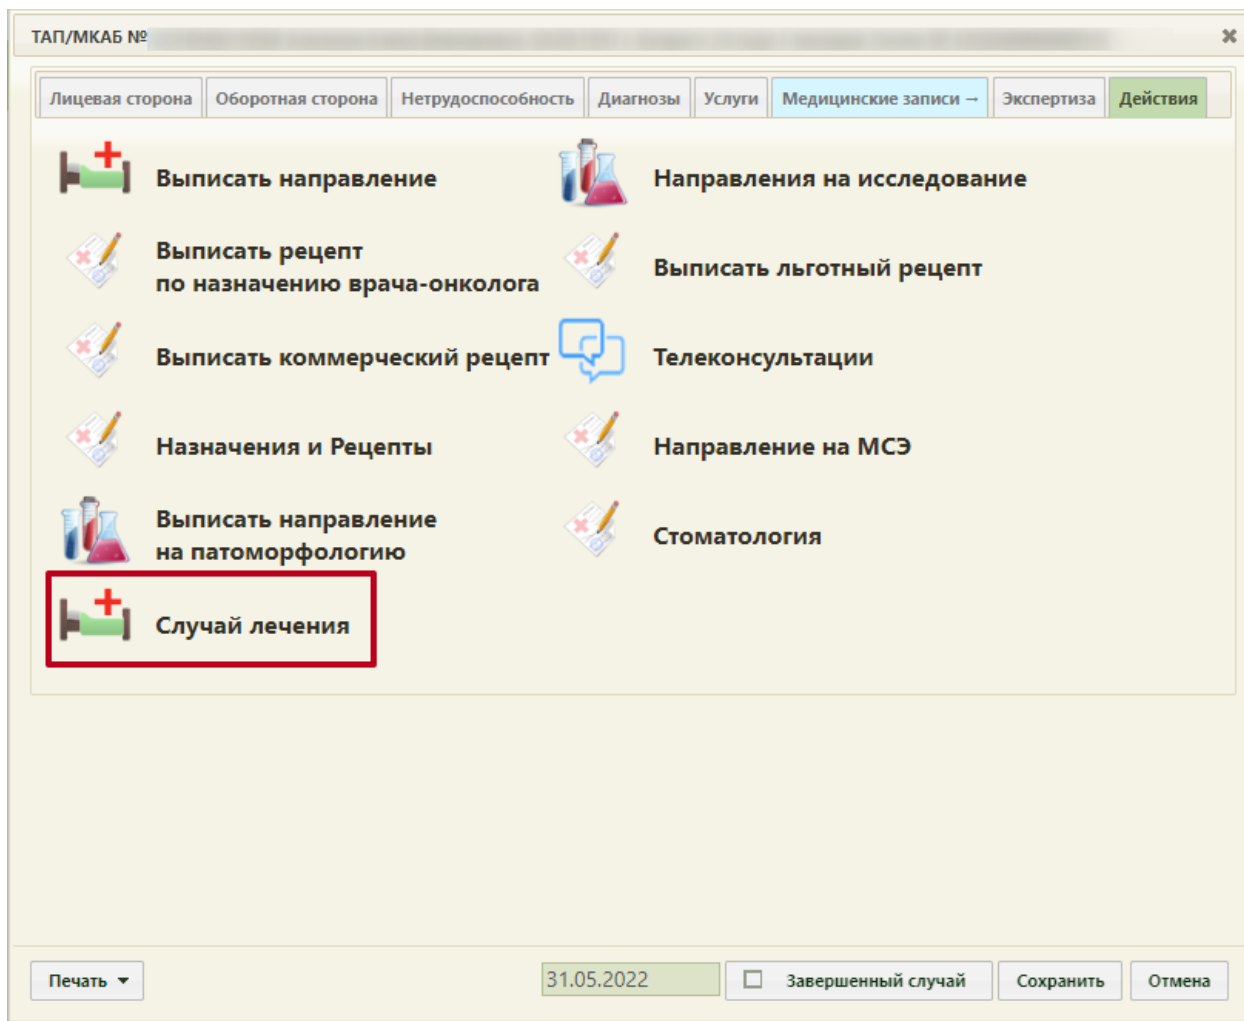 ТАП/МКАБ №
Лицевая сторона Оборотная сторона Нетрудоспособность Диагнозы Услуги Медицинские записи → Экспертиза Действия
Выписать направление
Направления на исследование
Выписать рецепт
по назначению врача-онколога
Выписать льготный рецепт
Выписать коммерческий рецепт
Телеконсультации
Назначения и Рецепты
Направление на МСЭ
Выписать направление
на патоморфологию
Стоматология
Случай лечения
Печать 31.05.2022 Завершенный случай Сохранить Отмена